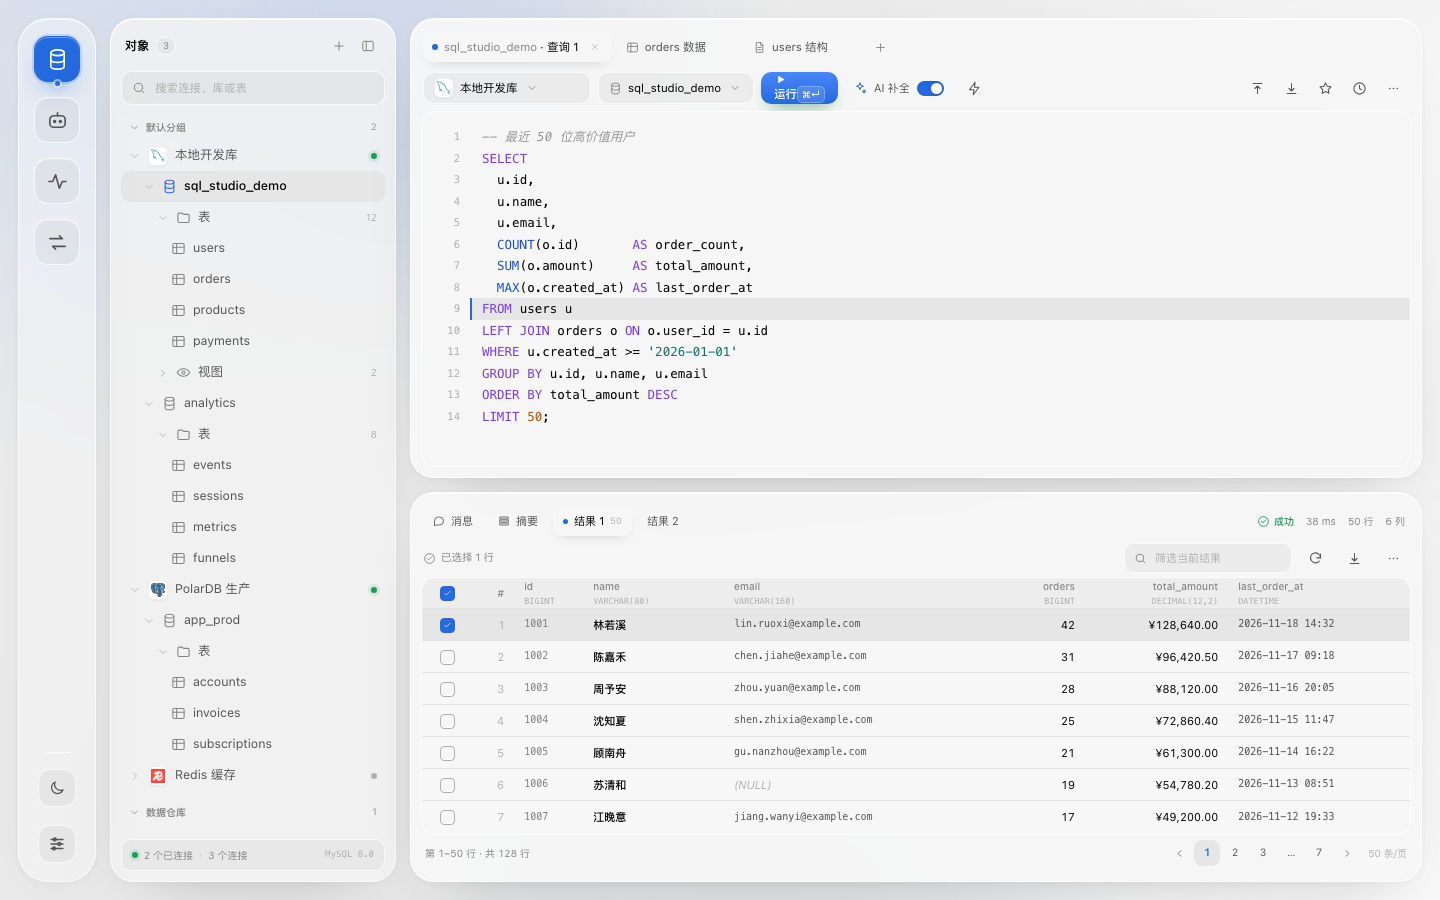 对象 3
搜索连接、库或表
默认分组 2
本地开发库
sql_studio_demo
表 12
users
orders
products
payments
视图 2
analytics
表 8
events
sessions
metrics
funnels
PolarDB 生产
app_prod
表
accounts
invoices
subscriptions
Redis 缓存
数据仓库 1
2 个已连接 · 3 个连接 MySQL 8.0
sql_studio_demo · 查询 1 orders 数据 users 结构
本地开发库 sql_studio_demo 运行 ⌘↵ AI 补全
1 -- 最近 50 位高价值用户
2 SELECT
3 u.id,
4 u.name,
5 u.email,
6 COUNT(o.id) AS order_count,
7 SUM(o.amount) AS total_amount,
8 MAX(o.created_at) AS last_order_at
9 FROM users u
10 LEFT JOIN orders o ON o.user_id = u.id
11 WHERE u.created_at >= '2026-01-01'
12 GROUP BY u.id, u.name, u.email
13 ORDER BY total_amount DESC
14 LIMIT 50;
消息 摘要 结果 1 50 结果 2 成功 38 ms 50 行 6 列
已选择 1 行 筛选当前结果
# id name email orders total_amount last_order_at
BIGINT VARCHAR(80) VARCHAR(160) BIGINT DECIMAL(12,2) DATETIME
1 1001 林若溪 lin.ruoxi@example.com 42 ¥128,640.00 2026-11-18 14:32
2 1002 陈嘉禾 chen.jiahe@example.com 31 ¥96,420.50 2026-11-17 09:18
3 1003 周予安 zhou.yuan@example.com 28 ¥88,120.00 2026-11-16 20:05
4 1004 沈知夏 shen.zhixia@example.com 25 ¥72,860.40 2026-11-15 11:47
5 1005 顾南舟 gu.nanzhou@example.com 21 ¥61,300.00 2026-11-14 16:22
6 1006 苏清和 (NULL) 19 ¥54,780.20 2026-11-13 08:51
7 1007 江晚意 jiang.wanyi@example.com 17 ¥49,200.00 2026-11-12 19:33
第 1–50 行 · 共 128 行 1 2 3 … 7 50 条/页